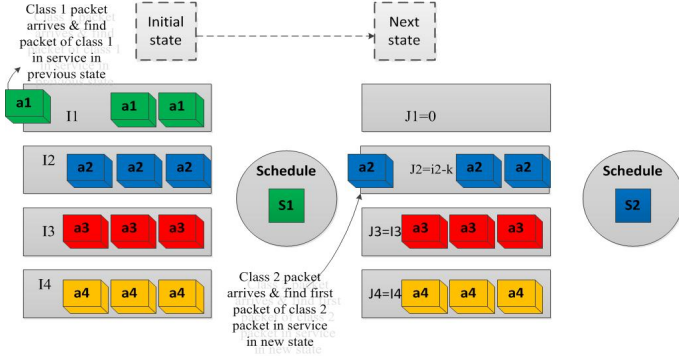 Class 1 packet
arrives & find
packet of class 1
in service in
previous state
Initial
state
Next
state
a1
I1
a1
a1
J1=0
I2
a2
a2
a2
Schedule
S1
a2
J2=i2-k
a2
a2
Schedule
S2
I3
a3
a3
a3
J3=I3
a3
a3
a3
I4
a4
a4
a4
J4=I4
a4
a4
a4
Class 2 packet
arrives & find first
packet of class 2
packet in service
in new state